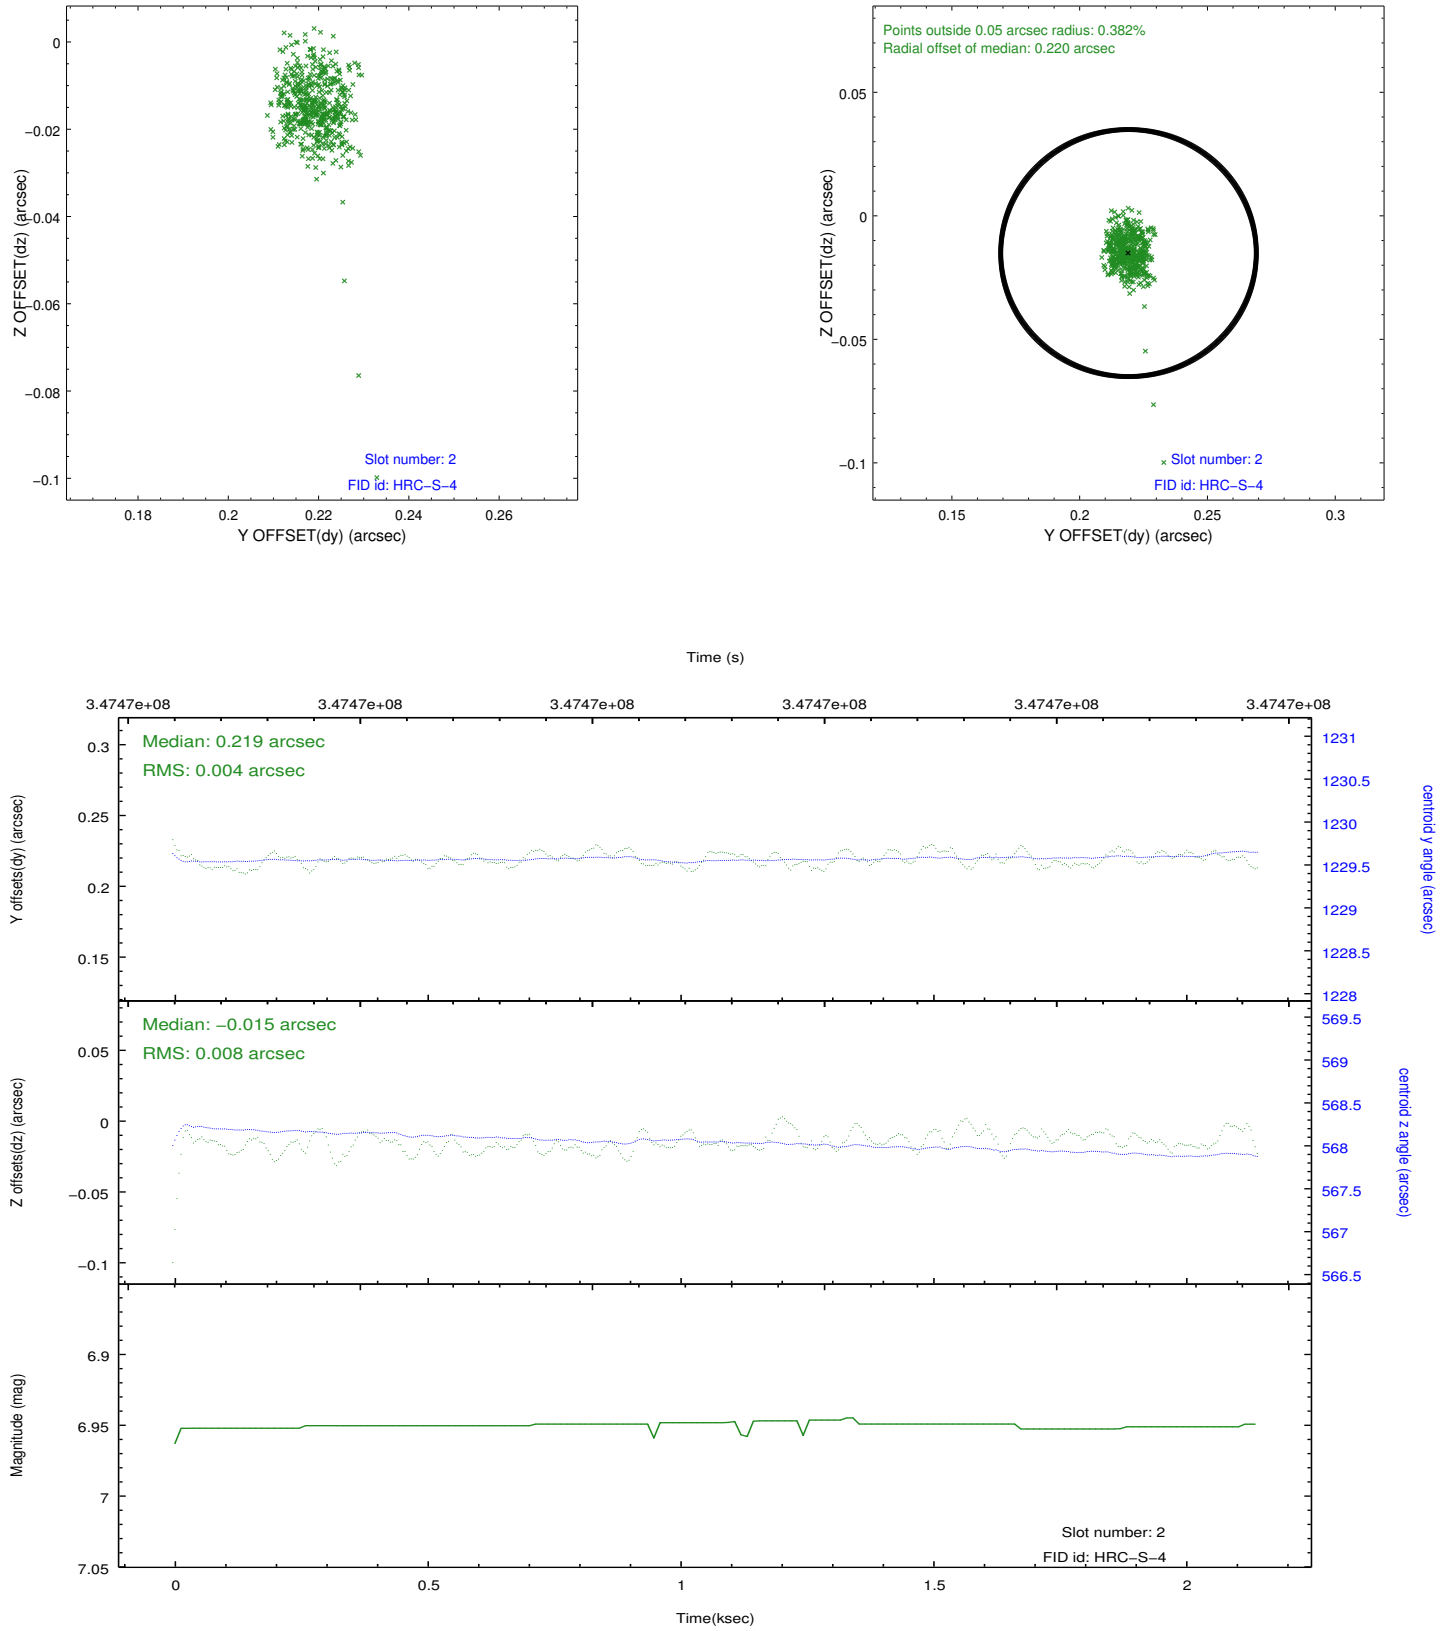 0
−0.02
−0.04
−0.06
−0.08
−0.1
Z OFFSET(dz) (arcsec)
Slot number: 2
FID id: HRC−S−4
0.18 0.2 0.22 0.24 0.26
Y OFFSET(dy) (arcsec)
Points outside 0.05 arcsec radius: 0.382%
Radial offset of median: 0.220 arcsec
0.05
0
−0.05
−0.1
Z OFFSET(dz) (arcsec)
Slot number: 2
FID id: HRC−S−4
0.15 0.2 0.25 0.3
Y OFFSET(dy) (arcsec)
Time (s)
3.4747e+08 3.4747e+08 3.4747e+08 3.4747e+08 3.4747e+08 3.4747e+08
Median: 0.219 arcsec
RMS: 0.004 arcsec
0.3
0.25
0.2
0.15
Y offsets(dy) (arcsec)
1231
1230.5
1230
1229.5
1229
1228.5
1228
centroid y angle (arcsec)
Median: −0.015 arcsec
RMS: 0.008 arcsec
0.05
0
−0.05
−0.1
Z offsets(dz) (arcsec)
569.5
569
568.5
568
567.5
567
566.5
centroid z angle (arcsec)
6.9
6.95
7
7.05
Magnitude (mag)
Slot number: 2
FID id: HRC−S−4
0 0.5 1 1.5 2
Time(ksec)